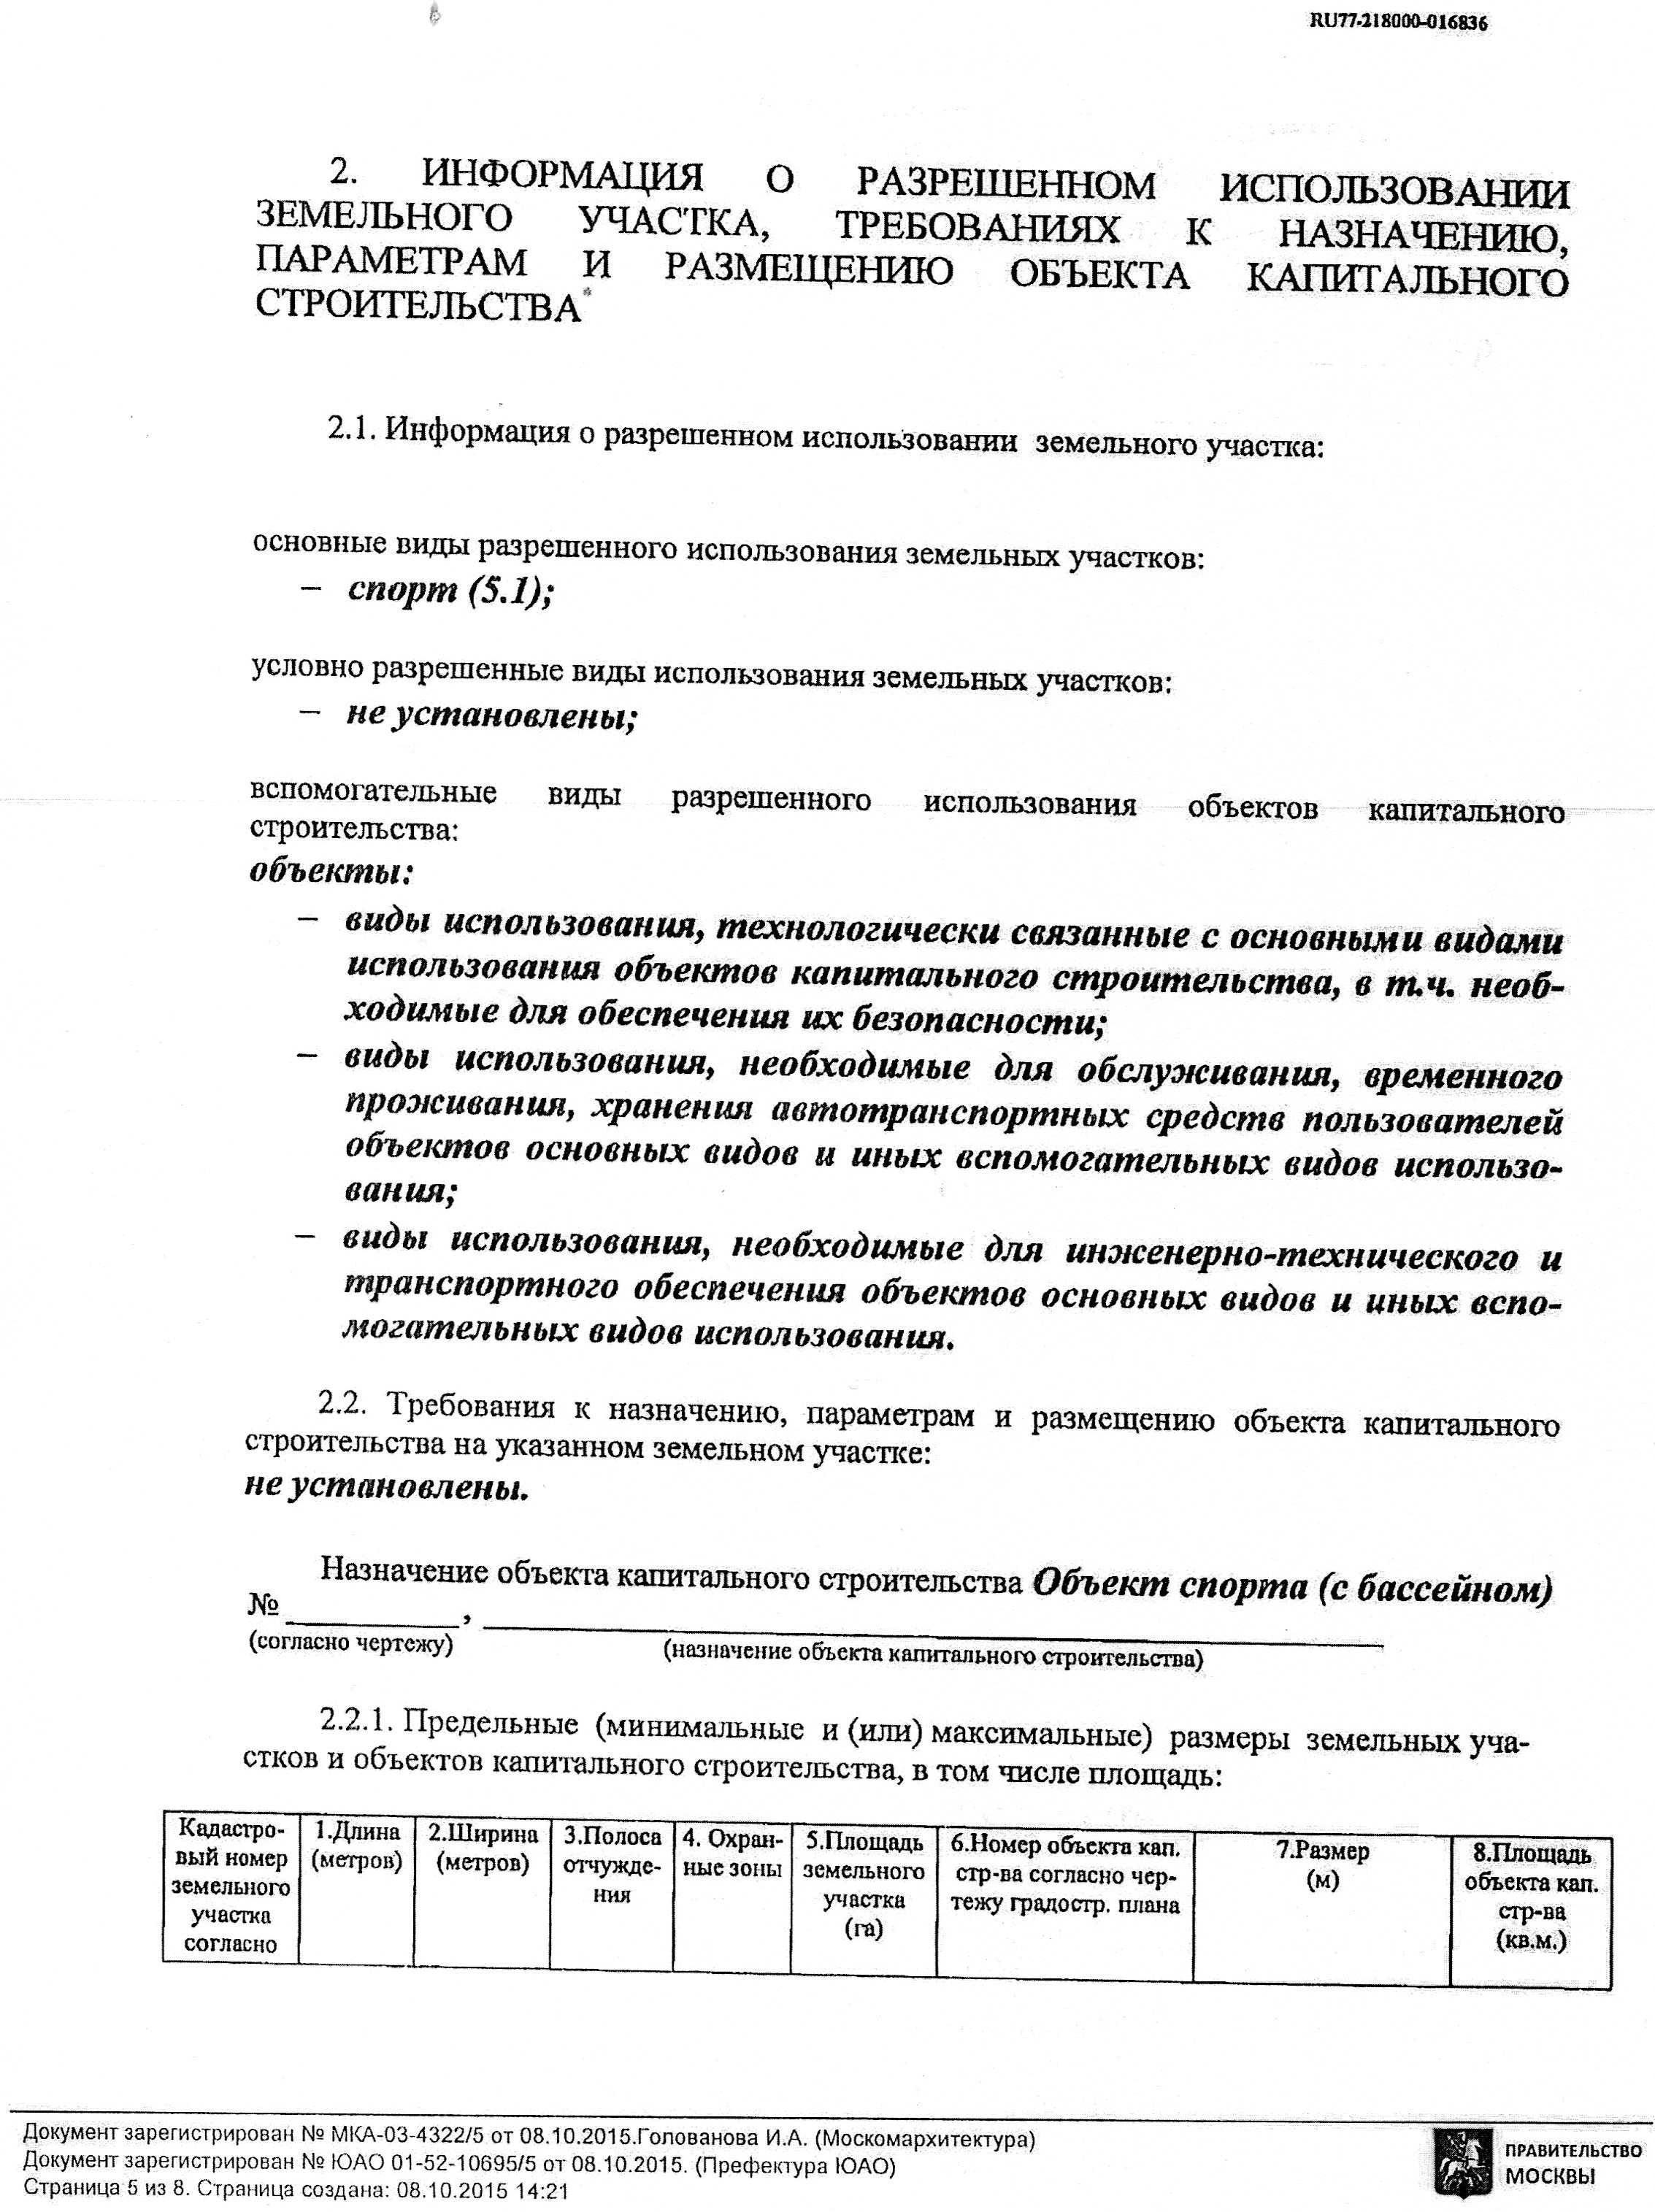 RU77-218000-016836
2. ИНФОРМАЦИЯ О РАЗРЕШЕННОМ ИСПОЛЬЗОВАНИИ
ЗЕМЕЛЬНОГО УЧАСТКА, ТРЕБОВАНИЯХ К НАЗНАЧЕНИЮ,
ПАРАМЕТРАМ И РАЗМЕЩЕНИЮ ОБЪЕКТА КАПИТАЛЬНОГО
СТРОИТЕЛЬСТВА*
2.1. Информация о разрешенном использовании земельного участка:
основные виды разрешенного использования земельных участков:
– спорт (5.1);
условно разрешенные виды использования земельных участков:
– не установлены;
вспомогательные виды разрешенного использования объектов капитального
строительства:
объекты:
– виды использования, технологически связанные с основными видами
использования объектов капитального строительства, в т.ч. необ-
ходимые для обеспечения их безопасности;
– виды использования, необходимые для обслуживания, временного
проживания, хранения автотранспортных средств пользователей
объектов основных видов и иных вспомогательных видов использо-
вания;
– виды использования, необходимые для инженерно-технического и
транспортного обеспечения объектов основных видов и иных вспо-
могательных видов использования.
2.2. Требования к назначению, параметрам и размещению объекта капитального
строительства на указанном земельном участке:
не установлены.
Назначение объекта капитального строительства Объект спорта (с бассейном)
№ ____________, ____________
(согласно чертежу) (назначение объекта капитального строительства)
2.2.1. Предельные (минимальные и (или) максимальные) размеры земельных уча-
стков и объектов капитального строительства, в том числе площадь:
Кадастро-
вый номер
земельного
участка
согласно
1.Длина
(метров)
2.Ширина
(метров)
3.Полоса
отчужде-
ния
4. Охран-
ные зоны
5.Площадь
земельного
участка
(га)
6.Номер объекта кап.
стр-ва согласно чер-
тежу градостр. плана
7.Размер
(м)
8.Площадь
объекта кап.
стр-ва
(кв.м.)
Документ зарегистрирован № МКА-03-4322/5 от 08.10.2015.Голованова И.А. (Москомархитектура)
Документ зарегистрирован № ЮАО 01-52-10695/5 от 08.10.2015. (Префектура ЮАО)
Страница 5 из 8. Страница создана: 08.10.2015 14:21
ПРАВИТЕЛЬСТВО
МОСКВЫ